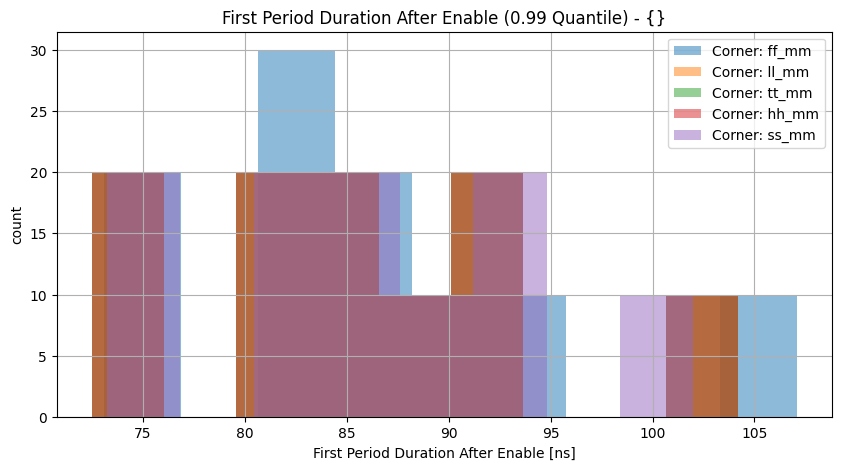 First Period Duration After Enable (0.99 Quantile) - {}
Corner: ff_mm
Corner: ll_mm
Corner: tt_mm
Corner: hh_mm
Corner: ss_mm
count
30
25
20
15
10
5
0
75
80
85
90
95
100
105
First Period Duration After Enable [ns]